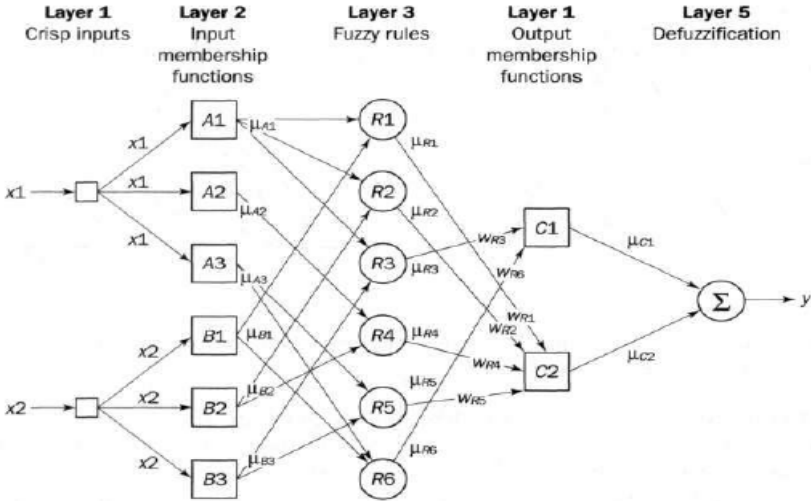 Layer 1
Crisp inputs
Layer 2
Input
membership
functions
Layer 3
Fuzzy rules
Layer 1
Output
membership
functions
Layer 5
Defuzzification
A1
μA1
R1
μR1
x1
x1
x1
x1
A2
μA2
R2
μR2
C1
μC1
wR3
wR6
A3
μA3
R3
μR3
Σ
y
wR1
wR2
B1
μB1
R4
μR4
wR4
C2
μC2
x2
x2
x2
x2
B2
μB2
R5
μR5
wR5
B3
μB3
R6
μR6